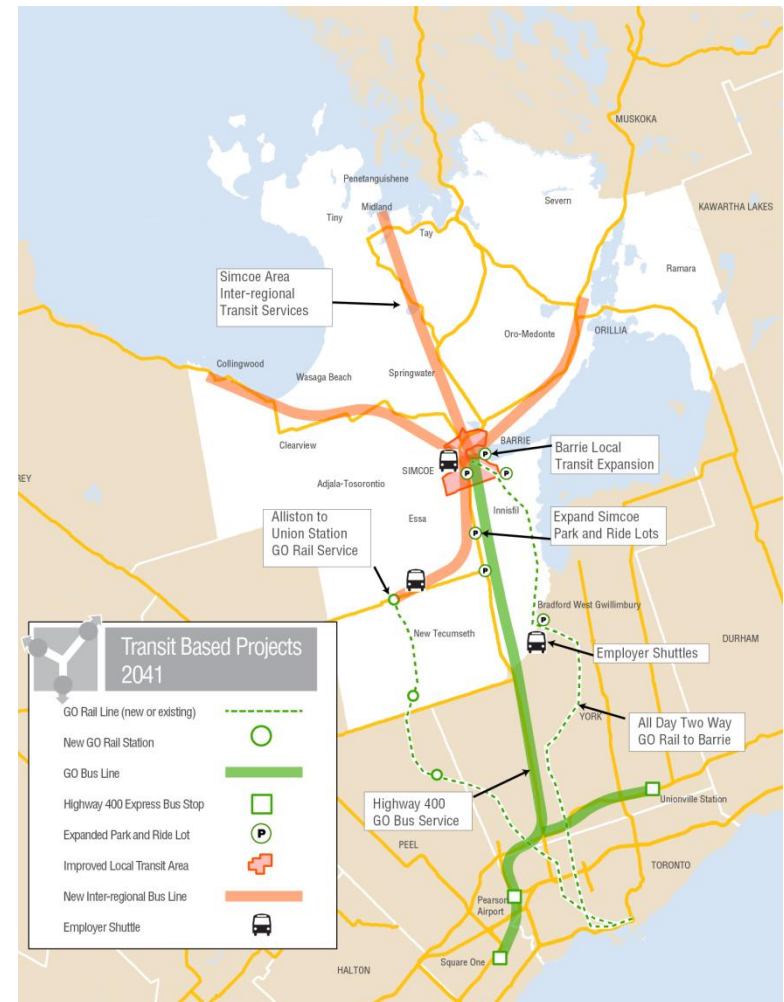 MUSKOKA
Penetanguishene
Midland
Tiny
Tay
Severn
KAWARTHA LAKES
Ramara
Simcoe Area
Inter-regional
Transit Services
Oro-Medonte
ORILLIA
Collingwood
Wasaga Beach
Springwater
Clearview
BARRIE
Barrie Local
Transit Expansion
SIMCOE
REY
Adjala-Tosorontio
Alliston to
Union Station
GO Rail Service
Essa
Innisfil
Expand Simcoe
Park and Ride Lots
P
P
P
P
P
P
Bradford West Gwillimbury
New Tecumseth
DURHAM
Employer Shuttles
YORK
All Day Two Way
GO Rail to Barrie
Highway 400
GO Bus Service
Unionville Station
PEEL
TORONTO
Pearson
Airport
Square One
HALTON
Transit Based Projects
2041
GO Rail Line (new or existing)
New GO Rail Station
GO Bus Line
Highway 400 Express Bus Stop
Expanded Park and Ride Lot
P
Improved Local Transit Area
New Inter-regional Bus Line
Employer Shuttle